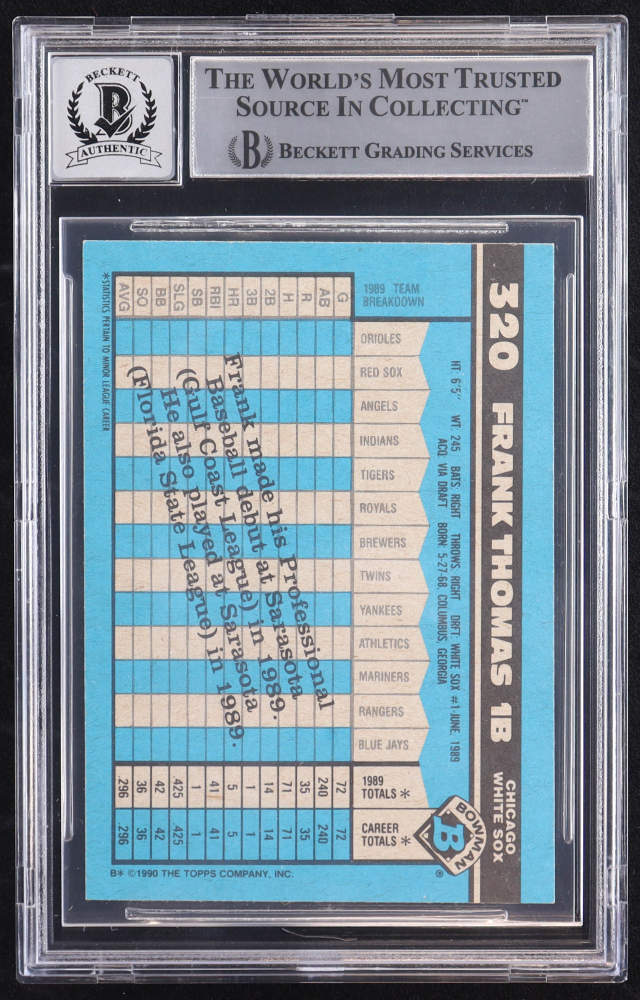 BECKETT
B
AUTHENTIC
THE WORLD'S MOST TRUSTED
SOURCE IN COLLECTING™
B BECKETT GRADING SERVICES
320 FRANK THOMAS 1B
CHICAGO
WHITE SOX
HT: 6'5" WT: 245 BATS: RIGHT THROWS: RIGHT DRFT: WHITE SOX #1-JUNE, 1989
ACQ: VIA DRAFT BORN: 5-27-68, COLUMBUS, GEORGIA
BOWMAN
B
®
1989 TEAM
BREAKDOWN
ORIOLES
RED SOX
ANGELS
INDIANS
TIGERS
ROYALS
BREWERS
TWINS
YANKEES
ATHLETICS
MARINERS
RANGERS
BLUE JAYS
1989
TOTALS *
CAREER
TOTALS *
G 72 72
AB 240 240
R 35 35
H 71 71
2B 14 14
3B 1 1
HR 5 5
RBI 41 41
SB 1 1
SLG .425 .425
BB 42 42
SO 36 36
AVG .296 .296
Frank made his Professional
Baseball debut at Sarasota
(Gulf Coast League) in 1989.
He also played at Sarasota
(Florida State League) in 1989.
*STATISTICS PERTAIN TO MINOR LEAGUE CAREER
B* ©1990 THE TOPPS COMPANY, INC.